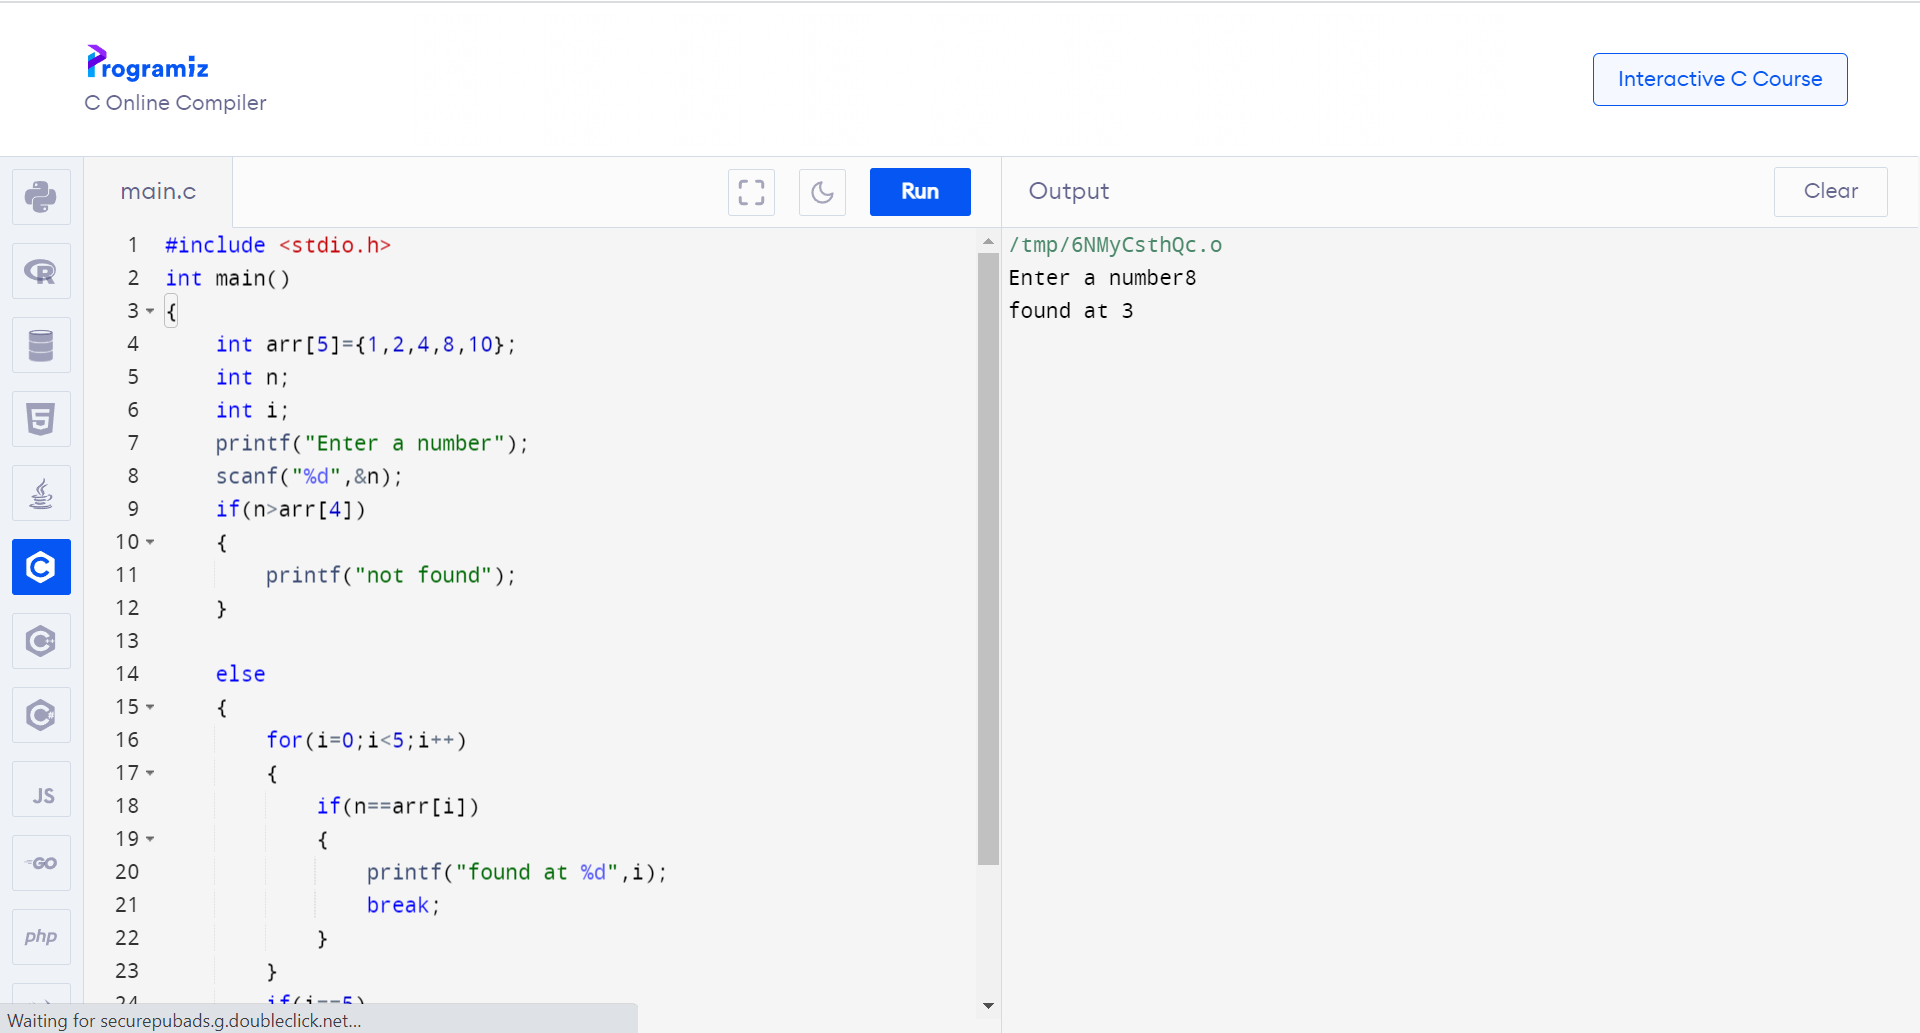 Programiz
C Online Compiler
Interactive C Course
main.c
Run
Output
Clear
1 #include <stdio.h>
2 int main()
3 {
4 int arr[5]={1,2,4,8,10};
5 int n;
6 int i;
7 printf("Enter a number");
8 scanf("%d",&n);
9 if(n>arr[4])
10 {
11 printf("not found");
12 }
13
14 else
15 {
16 for(i=0;i<5;i++)
17 {
18 if(n==arr[i])
19 {
20 printf("found at %d",i);
21 break;
22 }
23 }
24 if(i==5)
/tmp/6NMyCsthQc.o
Enter a number8
found at 3
JS
GO
php
Waiting for securepubads.g.doubleclick.net...